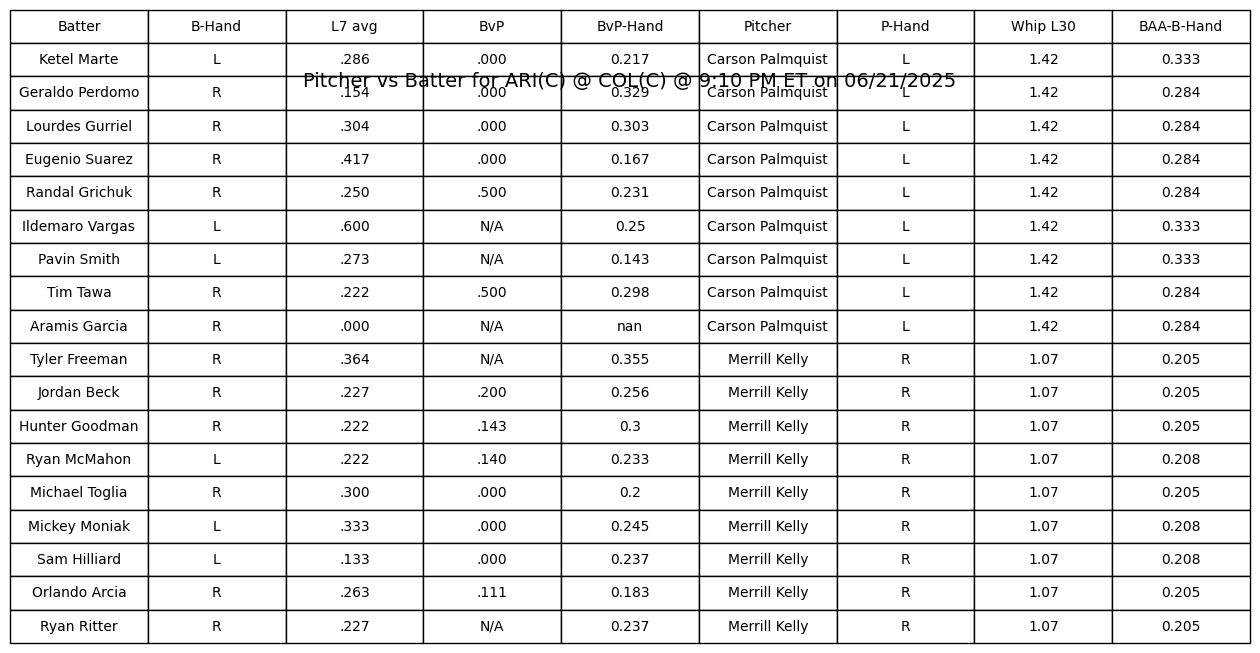 Batter B-Hand L7 avg BvP BvP-Hand Pitcher P-Hand Whip L30 BAA-B-Hand
Ketel Marte L .286 .000 0.217 Carson Palmquist L 1.42 0.333
Pitcher vs Batter for ARI(C) @ COL(C) @ 9:10 PM ET on 06/21/2025
Geraldo Perdomo R .154 .000 0.329 Carson Palmquist L 1.42 0.284
Lourdes Gurriel R .304 .000 0.303 Carson Palmquist L 1.42 0.284
Eugenio Suarez R .417 .000 0.167 Carson Palmquist L 1.42 0.284
Randal Grichuk R .250 .500 0.231 Carson Palmquist L 1.42 0.284
Ildemaro Vargas L .600 N/A 0.25 Carson Palmquist L 1.42 0.333
Pavin Smith L .273 N/A 0.143 Carson Palmquist L 1.42 0.333
Tim Tawa R .222 .500 0.298 Carson Palmquist L 1.42 0.284
Aramis Garcia R .000 N/A nan Carson Palmquist L 1.42 0.284
Tyler Freeman R .364 N/A 0.355 Merrill Kelly R 1.07 0.205
Jordan Beck R .227 .200 0.256 Merrill Kelly R 1.07 0.205
Hunter Goodman R .222 .143 0.3 Merrill Kelly R 1.07 0.205
Ryan McMahon L .222 .140 0.233 Merrill Kelly R 1.07 0.208
Michael Toglia R .300 .000 0.2 Merrill Kelly R 1.07 0.205
Mickey Moniak L .333 .000 0.245 Merrill Kelly R 1.07 0.208
Sam Hilliard L .133 .000 0.237 Merrill Kelly R 1.07 0.208
Orlando Arcia R .263 .111 0.183 Merrill Kelly R 1.07 0.205
Ryan Ritter R .227 N/A 0.237 Merrill Kelly R 1.07 0.205